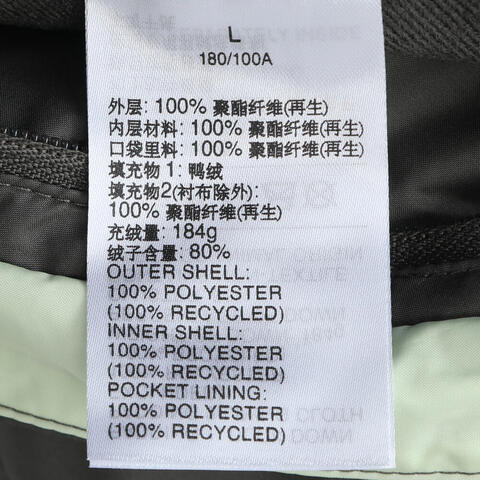 L
180/100A
外层: 100% 聚酯纤维(再生)
内层材料: 100% 聚酯纤维(再生)
口袋里料: 100% 聚酯纤维(再生)
填充物 1: 鸭绒
填充物2(衬布除外):
100% 聚酯纤维(再生)
充绒量: 184g
绒子含量: 80%
OUTER SHELL:
100% POLYESTER
(100% RECYCLED)
INNER SHELL:
100% POLYESTER
(100% RECYCLED)
POCKET LINING:
100% POLYESTER
(100% RECYCLED)